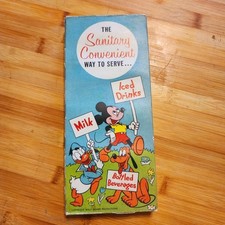 THE
Sanitary
Convenient
WAY TO SERVE...
Iced
Drinks
Milk
Bottled
Beverages